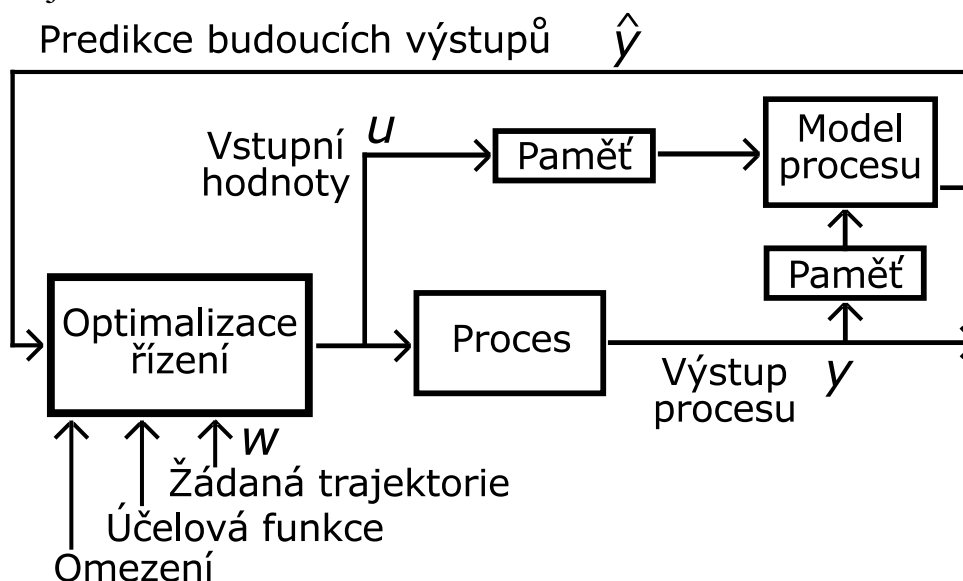 Predikce budoucích výstupů ŷ
Vstupní
hodnoty
u
Paměť
Model
procesu
Paměť
Optimalizace
řízení
Proces
Výstup
procesu
y
w
Žádaná trajektorie
Účelová funkce
Omezení